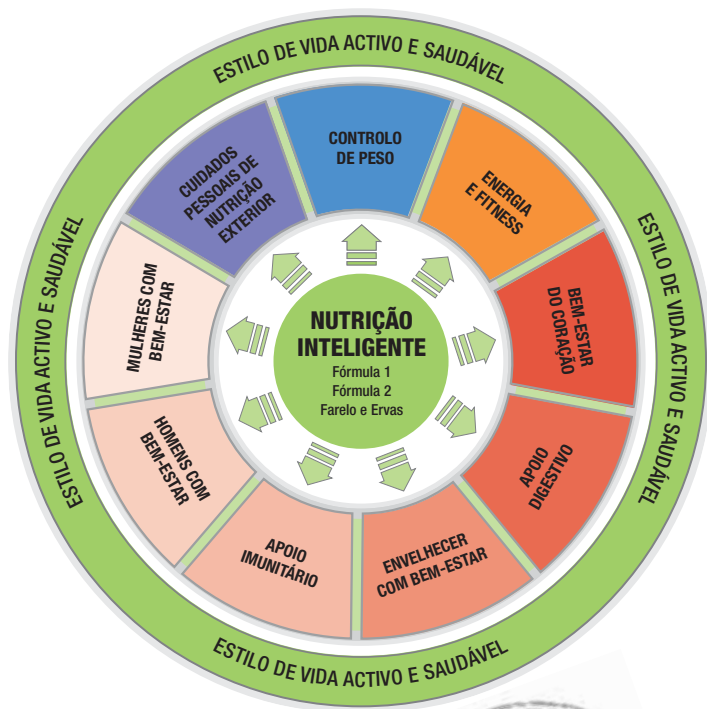 ESTILO DE VIDA ACTIVO E SAUDÁVEL
CONTROLO
DE PESO
ENERGIA
E FITNESS
BEM-ESTAR
DO CORAÇÃO
APOIO
DIGESTIVO
ENVELHECER
COM BEM-ESTAR
APOIO
IMUNITÁRIO
HOMENS COM
BEM-ESTAR
MULHERES COM
BEM-ESTAR
CUIDADOS
PESSOAIS DE
NUTRIÇÃO
EXTERIOR
NUTRIÇÃO
INTELIGENTE
Fórmula 1
Fórmula 2
Farelo e Ervas
ESTILO DE VIDA ACTIVO E SAUDÁVEL
ESTILO DE VIDA ACTIVO E SAUDÁVEL
ESTILO DE VIDA ACTIVO E SAUDÁVEL